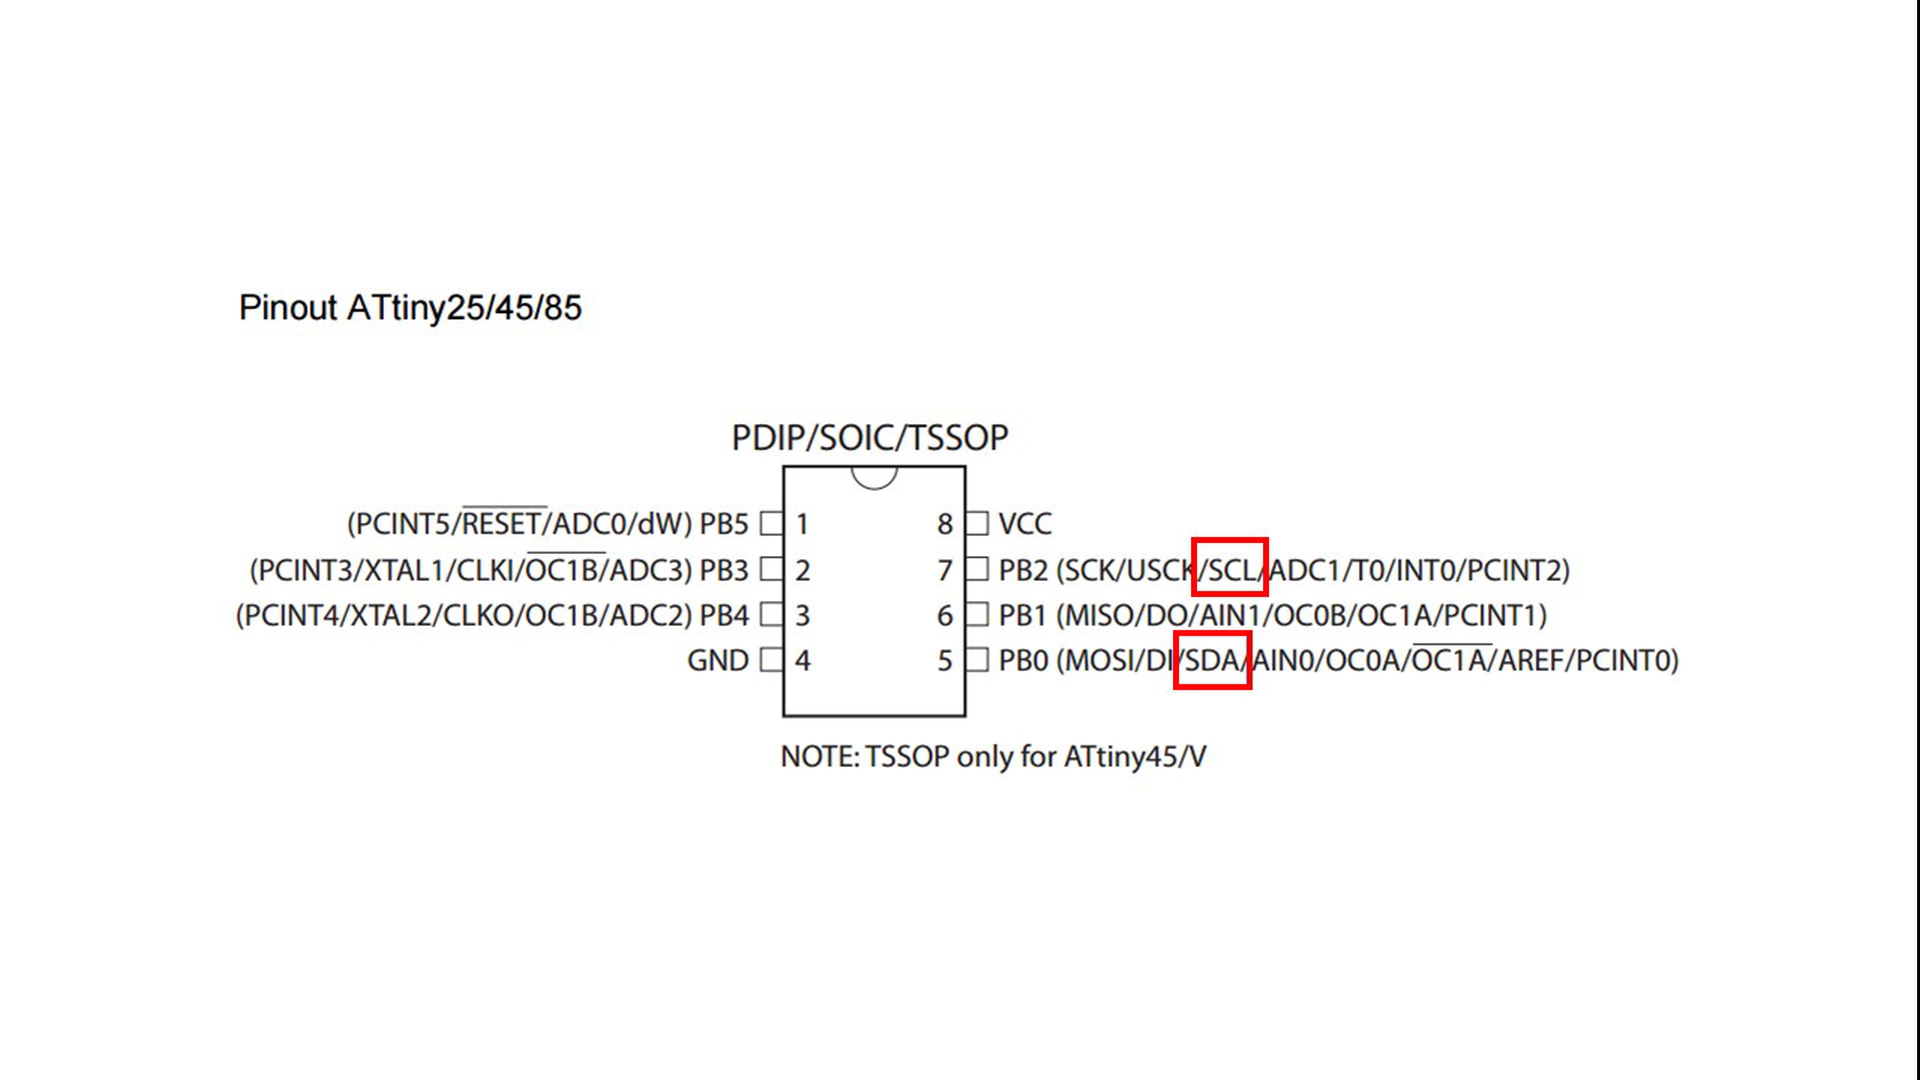 Pinout ATtiny25/45/85
PDIP/SOIC/TSSOP
(PCINT5/RESET/ADC0/dW) PB5 1 8 VCC
(PCINT3/XTAL1/CLKI/OC1B/ADC3) PB3 2 7 PB2 (SCK/USCK/SCL/ADC1/T0/INT0/PCINT2)
(PCINT4/XTAL2/CLKO/OC1B/ADC2) PB4 3 6 PB1 (MISO/DO/AIN1/OC0B/OC1A/PCINT1)
GND 4 5 PB0 (MOSI/DI/SDA/AIN0/OC0A/OC1A/AREF/PCINT0)
NOTE: TSSOP only for ATtiny45/V